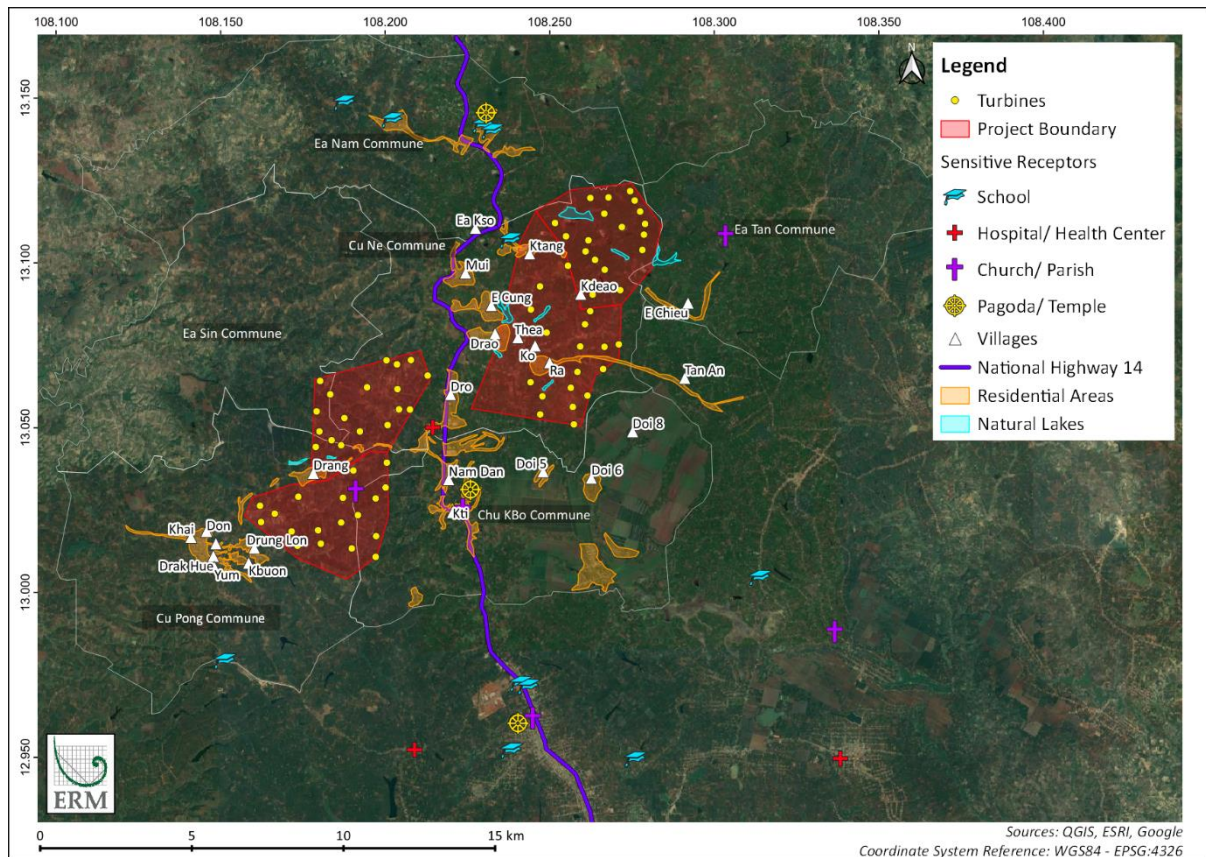 108.100
108.150
108.200
108.250
108.300
108.350
108.400
13.150
13.100
13.050
13.000
12.950
N
Legend
Turbines
Project Boundary
Sensitive Receptors
School
Hospital/ Health Center
Church/ Parish
Pagoda/ Temple
Villages
National Highway 14
Residential Areas
Natural Lakes
Ea Nam Commune
Ea Kso
Cu Ne Commune
Ea Tan Commune
Ktang
Mui
Kdeao
E Cung
E Chieu
Ea Sin Commune
Thea
Drao
Ko
Ra
Tan An
Dro
Doi 8
Drang
Nam Dan
Doi 5
Doi 6
Kti
Chu KBo Commune
Khai
Don
Drung Lon
Drak Hue
Yum
Kbuon
Cu Pong Commune
ERM
0
5
10
15 km
Sources: QGIS, ESRI, Google
Coordinate System Reference: WGS84 - EPSG:4326